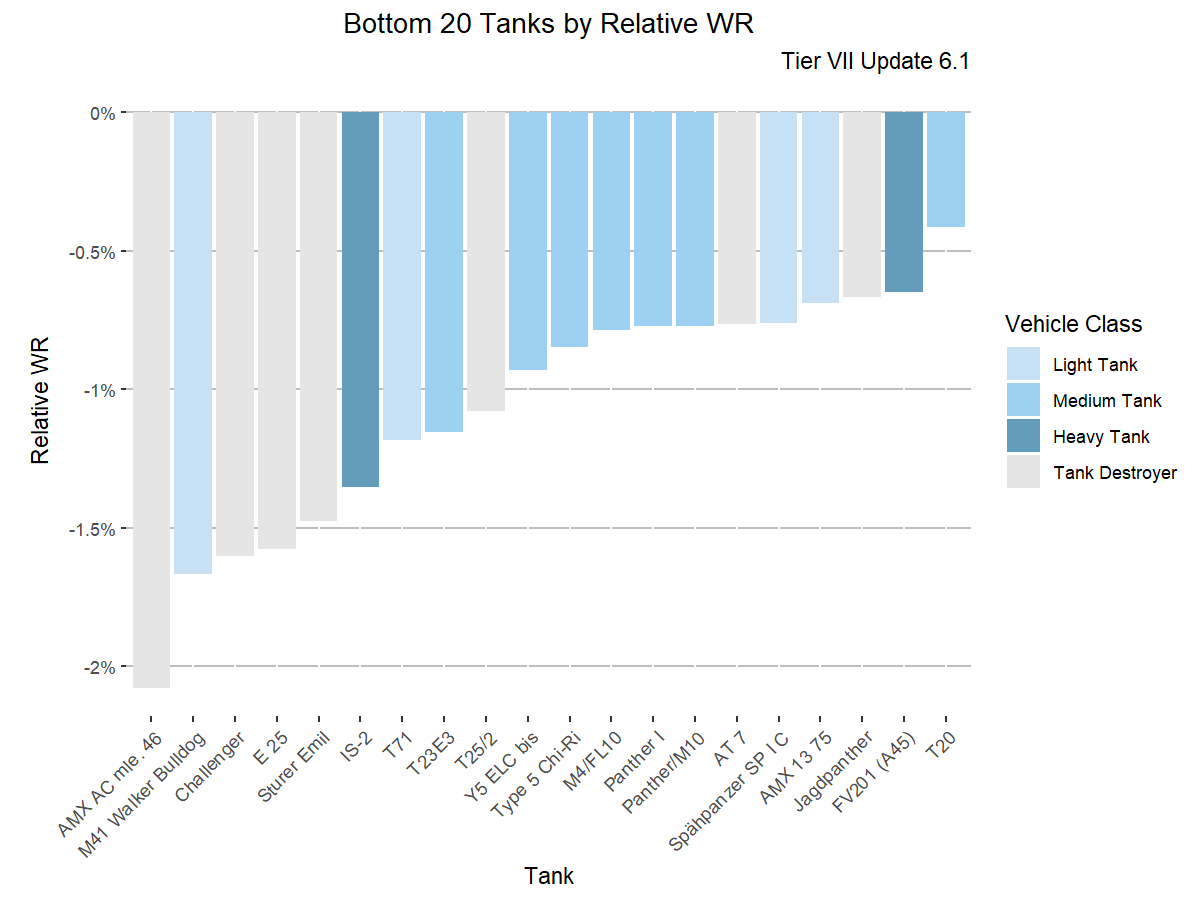 Bottom 20 Tanks by Relative WR
Tier VII Update 6.1
0%
-0.5%
-1%
-1.5%
-2%
Relative WR
AMX AC mle. 46
M41 Walker Bulldog
Challenger
E 25
Sturer Emil
IS-2
T71
T23E3
T25/2
Y5 ELC bis
Type 5 Chi-Ri
M4/FL10
Panther I
Panther/M10
AT 7
Spähpanzer SP I C
AMX 13 75
Jagdpanther
FV201 (A45)
T20
Tank
Vehicle Class
Light Tank
Medium Tank
Heavy Tank
Tank Destroyer